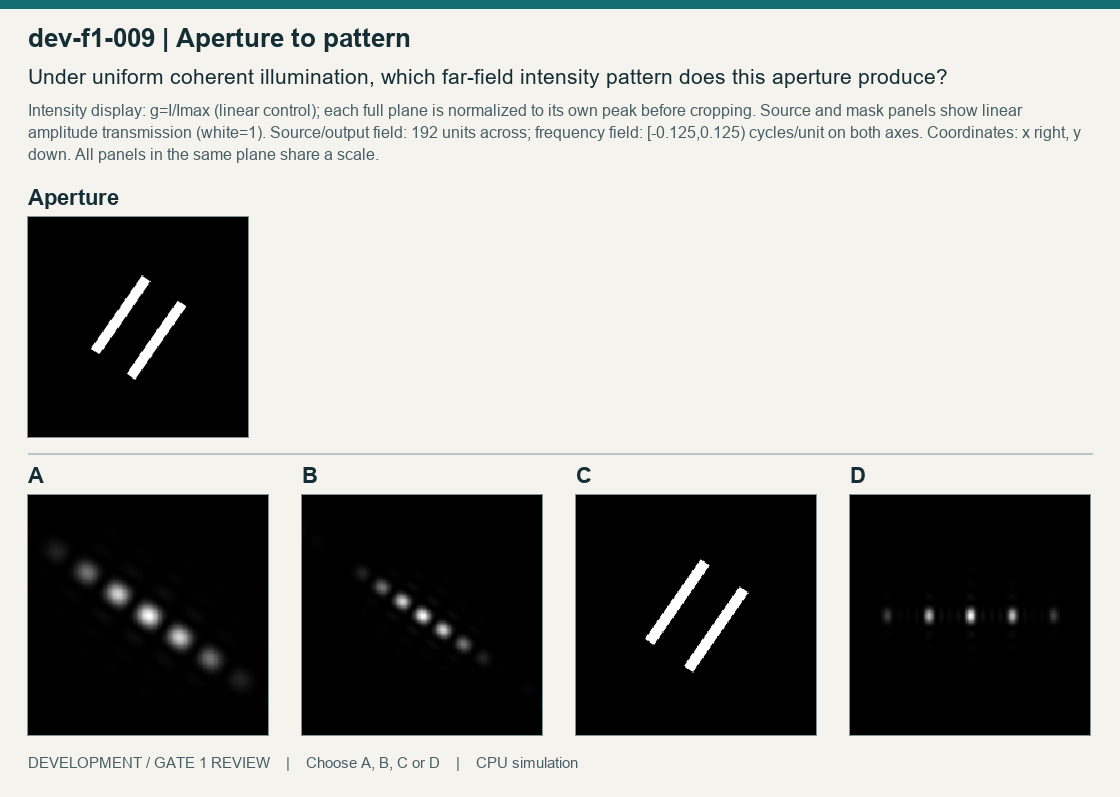 dev-f1-009 | Aperture to pattern
Under uniform coherent illumination, which far-field intensity pattern does this aperture produce?
Intensity display: g=I/Imax (linear control); each full plane is normalized to its own peak before cropping. Source and mask panels show linear
amplitude transmission (white=1). Source/output field: 192 units across; frequency field: [-0.125,0.125) cycles/unit on both axes. Coordinates: x right, y
down. All panels in the same plane share a scale.
Aperture
A B C D
DEVELOPMENT / GATE 1 REVIEW | Choose A, B, C or D | CPU simulation